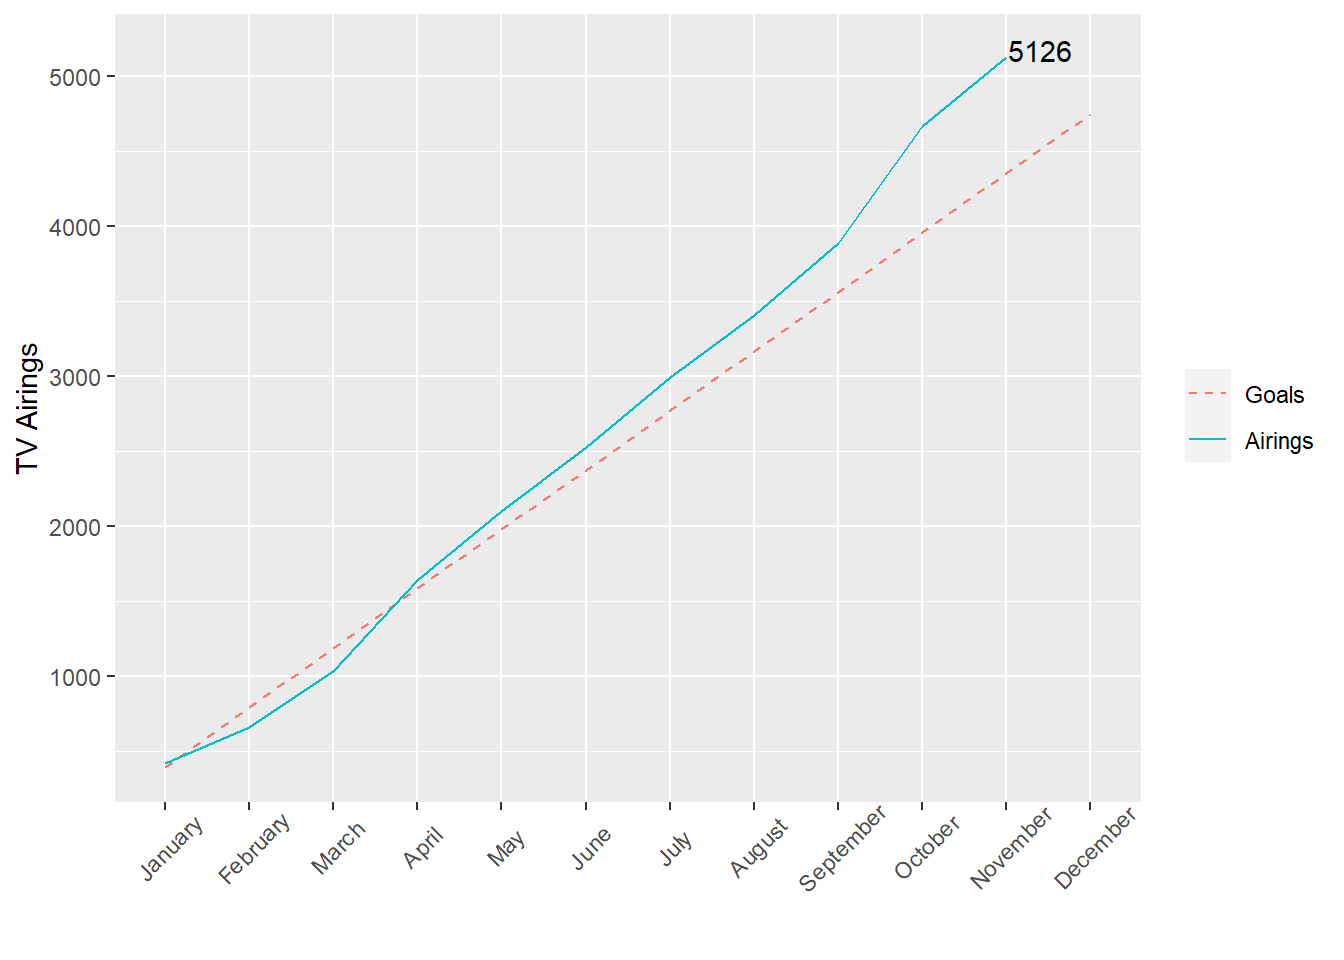 5126
5000
4000
3000
2000
1000
TV Airings
January
February
March
April
May
June
July
August
September
October
November
December
Goals
Airings